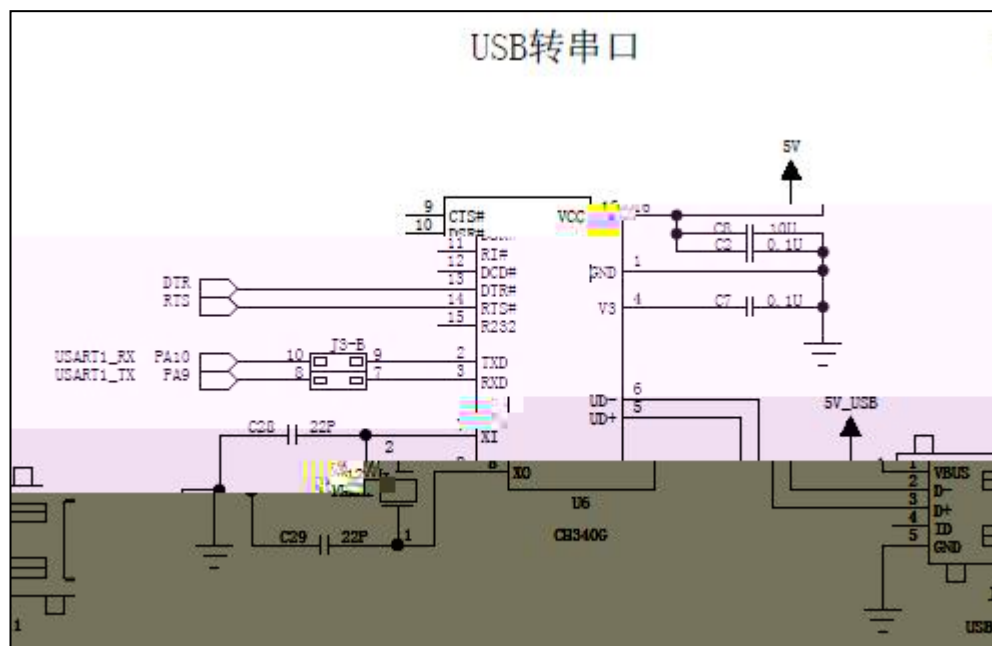 USB转串口
5V
9 CTS# VCC
10 DSR# C8 10U
11 RI# C2 0.1U
12 DCD# GND 1
DTR 13 DTR#
RTS 14 RTS# V3 4 C7 0.1U
15 R232
J3-B
USART1_RX PA10 10 9 2 TXD
USART1_TX PA9 8 7 3 RXD
UD- 6
UD+ 5
5V_USB
C28 22P XI
2
8 XO
1 VBUS
2 D-
3 D+
4 ID
5 GND
U6
C29 22P 1 CH340G
1
USB